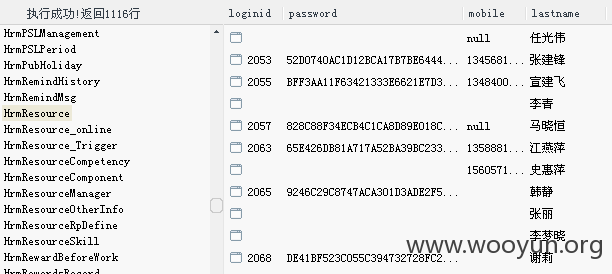 执行成功!返回1116行
HrmPSLManagement
HrmPSLPeriod
HrmPubHoliday
HrmRemindHistory
HrmRemindMsg
HrmResource
HrmResource_online
HrmResource_Trigger
HrmResourceCompetency
HrmResourceComponent
HrmResourceManager
HrmResourceOtherInfo
HrmResourceRpDefine
HrmResourceSkill
HrmRewardBeforeWork
HrmRewardsRecord
loginid password mobile lastname
null 任光伟
2053 52D0740AC1D12BCA17B7BE6444... 1345681... 张建锋
2055 BFF3AA11F63421333E6621E7D3... 1348400... 宣建飞
李青
2057 828C88F34ECB4C1CA8D89E018C... null 马晓恒
2063 65E426DB81A717A52BA39BC233... 1358881... 江燕萍
1560571... 史惠萍
2065 9246C29C8747ACA301D3ADE2F5... 韩静
张丽
李梦晓
2068 DE41BF523C055C394732728FC2... 谢莉
www.wooyun.org